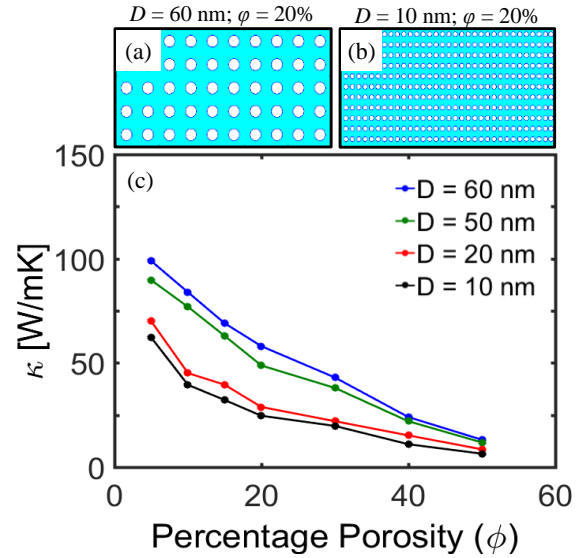 D = 60 nm; φ = 20%
D = 10 nm; φ = 20%
(a)
(b)
(c)
150
100
50
0
κ [W/mK]
D = 60 nm
D = 50 nm
D = 20 nm
D = 10 nm
0 20 40 60
Percentage Porosity (ϕ)